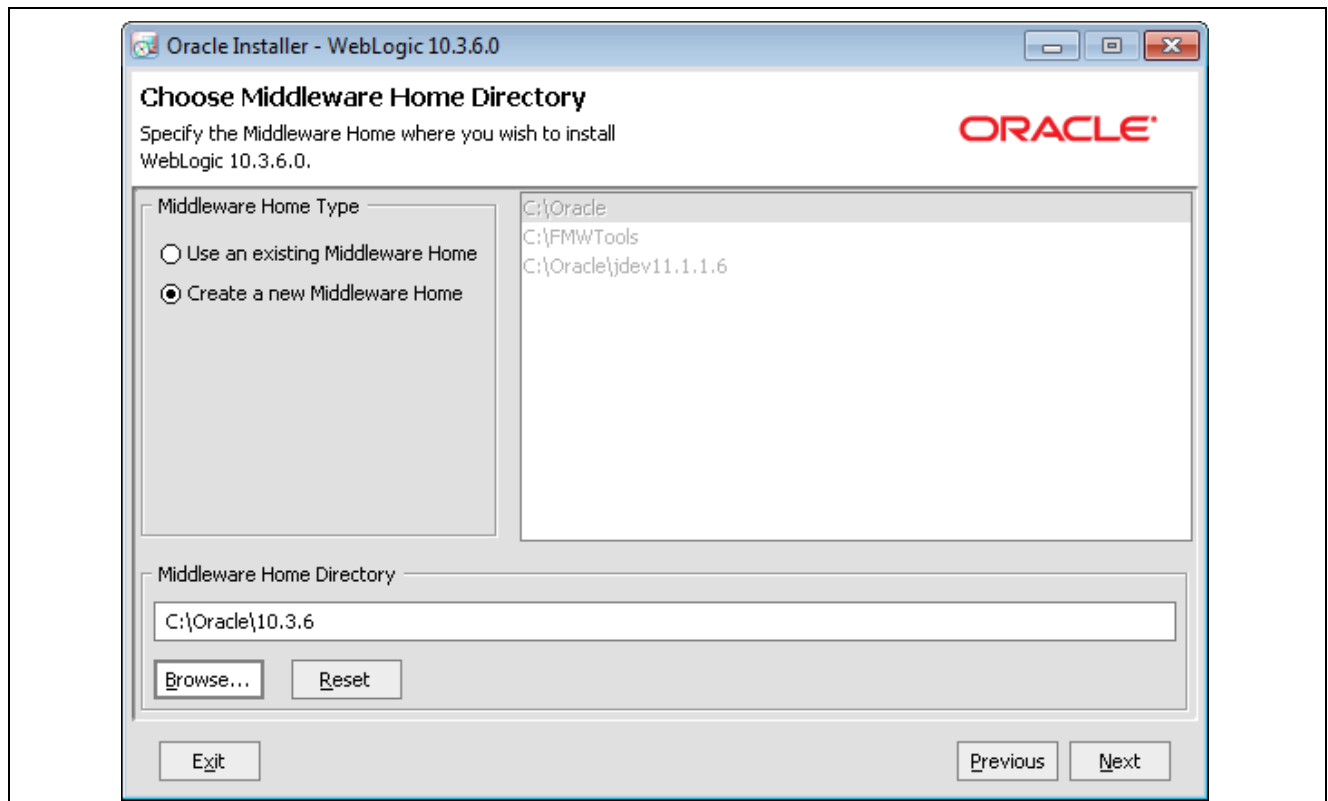 Oracle Installer - WebLogic 10.3.6.0
Choose Middleware Home Directory
Specify the Middleware Home where you wish to install
WebLogic 10.3.6.0.
ORACLE
Middleware Home Type
Use an existing Middleware Home
Create a new Middleware Home
C:\Oracle
C:\FMWTools
C:\Oracle\jdev11.1.1.6
Middleware Home Directory
C:\Oracle\10.3.6
Browse...
Reset
Exit
Previous
Next